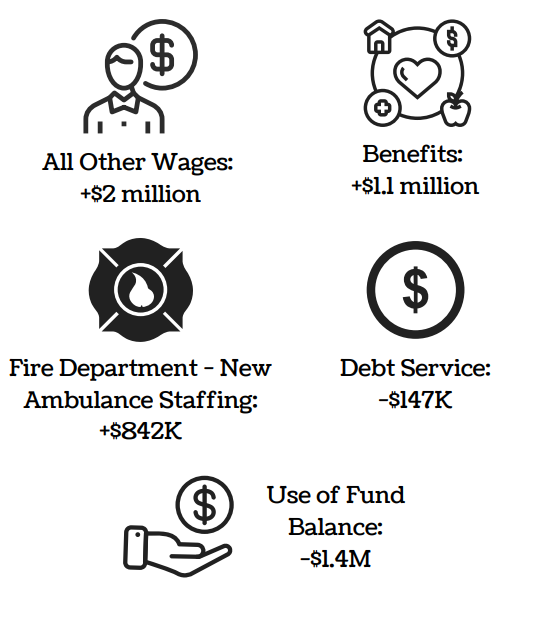 $
$
All Other Wages:
+$2 million
Benefits:
+$1.1 million
$
Fire Department - New
Ambulance Staffing:
+$842K
Debt Service:
-$147K
$
Use of Fund
Balance:
-$1.4M